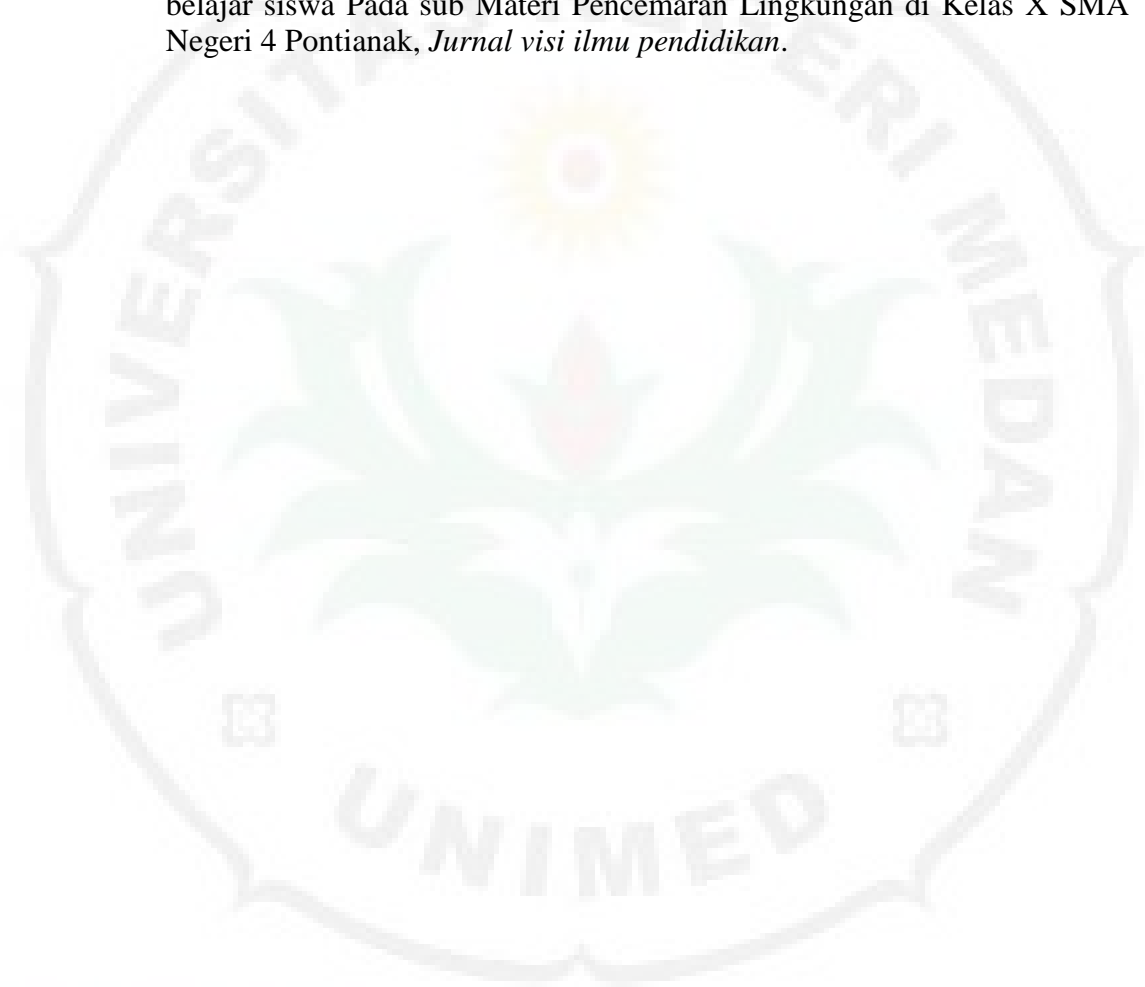 belajar siswa Pada sub Materi Pencemaran Lingkungan di Kelas X SMA
Negeri 4 Pontianak, Jurnal visi ilmu pendidikan.
UNIVERSITAS NEGERI MEDAN
UNIMED